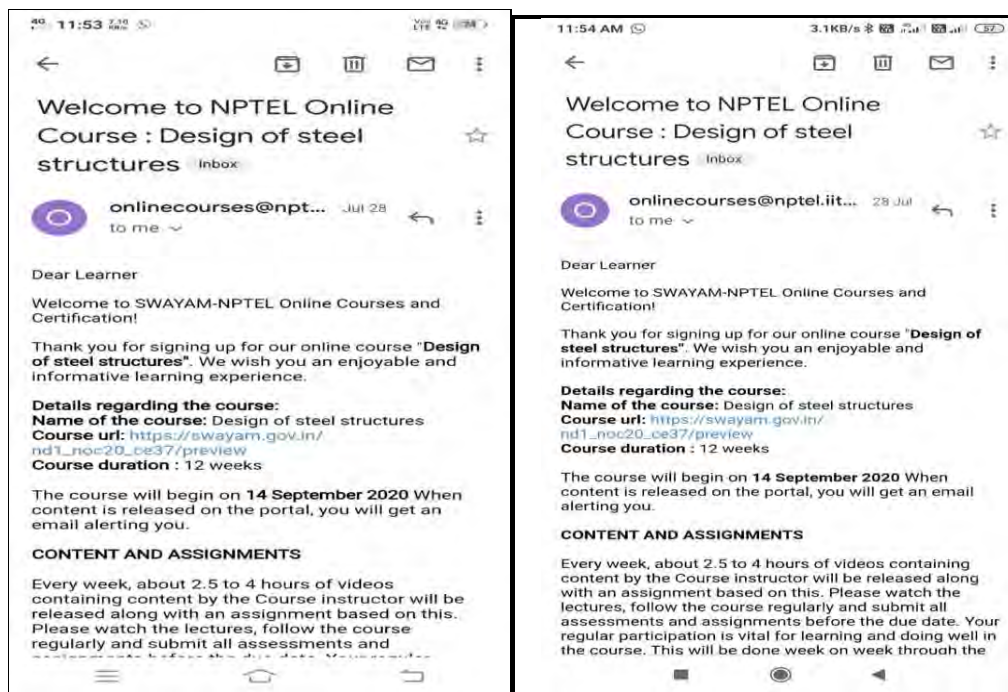 4G 11:53
Welcome to NPTEL Online
Course : Design of steel
structures Inbox
onlinecourses@npt... Jul 28
to me
Dear Learner
Welcome to SWAYAM-NPTEL Online Courses and
Certification!
Thank you for signing up for our online course "Design
of steel structures". We wish you an enjoyable and
informative learning experience.
Details regarding the course:
Name of the course: Design of steel structures
Course url: https://swayam.gov.in/
nd1_noc20_ce37/preview
Course duration : 12 weeks
The course will begin on 14 September 2020 When
content is released on the portal, you will get an
email alerting you.
CONTENT AND ASSIGNMENTS
Every week, about 2.5 to 4 hours of videos
containing content by the Course instructor will be
released along with an assignment based on this.
Please watch the lectures, follow the course
regularly and submit all assessments and
11:54 AM 3.1KB/s 57
Welcome to NPTEL Online
Course : Design of steel
structures Inbox
onlinecourses@nptel.iit... 28 Jul
to me
Dear Learner
Welcome to SWAYAM-NPTEL Online Courses and
Certification!
Thank you for signing up for our online course "Design of
steel structures". We wish you an enjoyable and
informative learning experience.
Details regarding the course:
Name of the course: Design of steel structures
Course url: https://swayam.gov.in/
nd1_noc20_ce37/preview
Course duration : 12 weeks
The course will begin on 14 September 2020 When
content is released on the portal, you will get an email
alerting you.
CONTENT AND ASSIGNMENTS
Every week, about 2.5 to 4 hours of videos containing
content by the Course instructor will be released along
with an assignment based on this. Please watch the
lectures, follow the course regularly and submit all
assessments and assignments before the due date. Your
regular participation is vital for learning and doing well in
the course. This will be done week on week through the